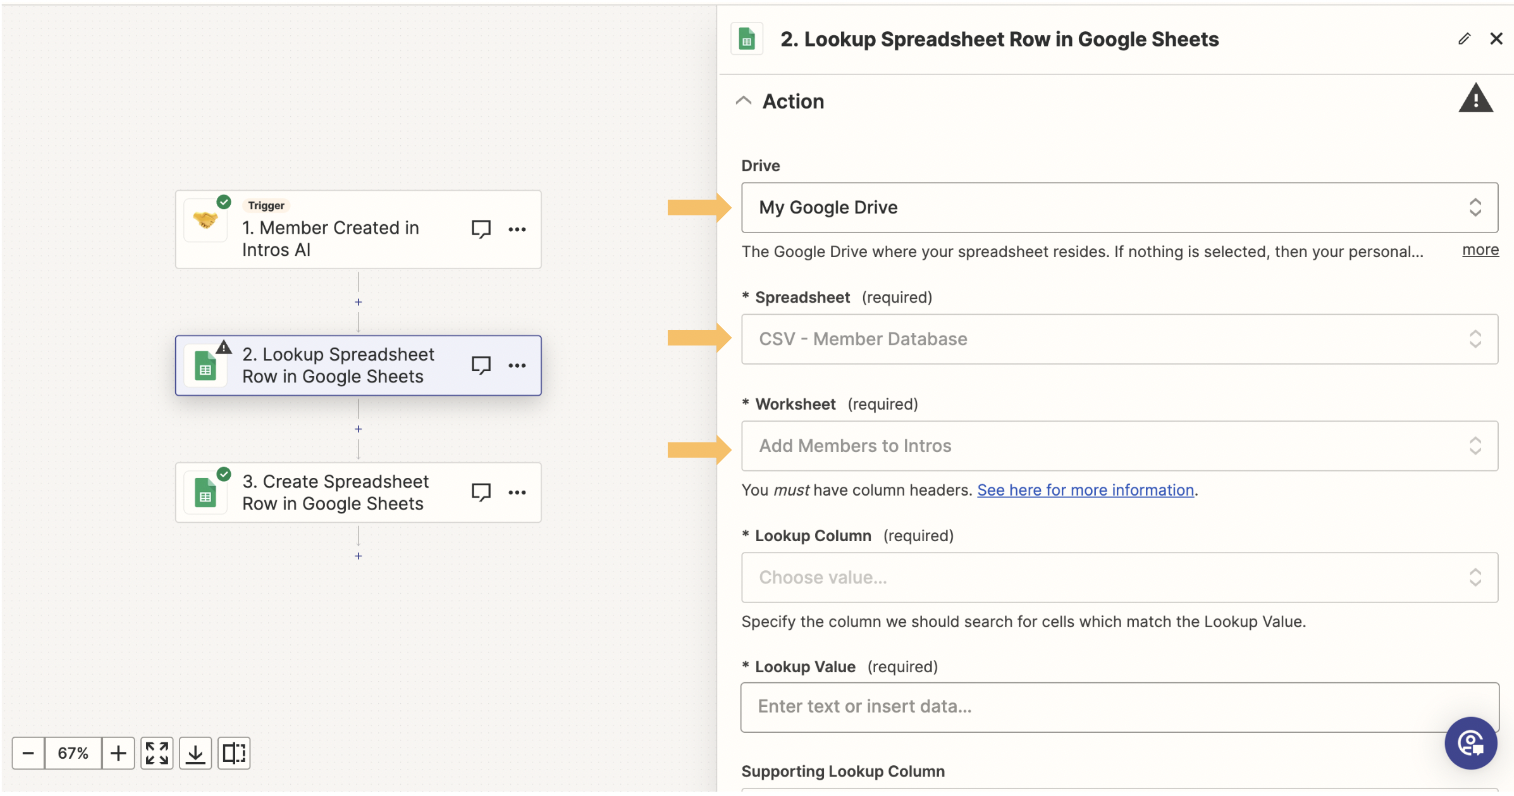 Trigger
1. Member Created in
Intros AI
2. Lookup Spreadsheet
Row in Google Sheets
3. Create Spreadsheet
Row in Google Sheets
67%
2. Lookup Spreadsheet Row in Google Sheets
Action
Drive
My Google Drive
The Google Drive where your spreadsheet resides. If nothing is selected, then your personal... more
* Spreadsheet (required)
CSV - Member Database
* Worksheet (required)
Add Members to Intros
You must have column headers. See here for more information.
* Lookup Column (required)
Choose value...
Specify the column we should search for cells which match the Lookup Value.
* Lookup Value (required)
Enter text or insert data...
Supporting Lookup Column